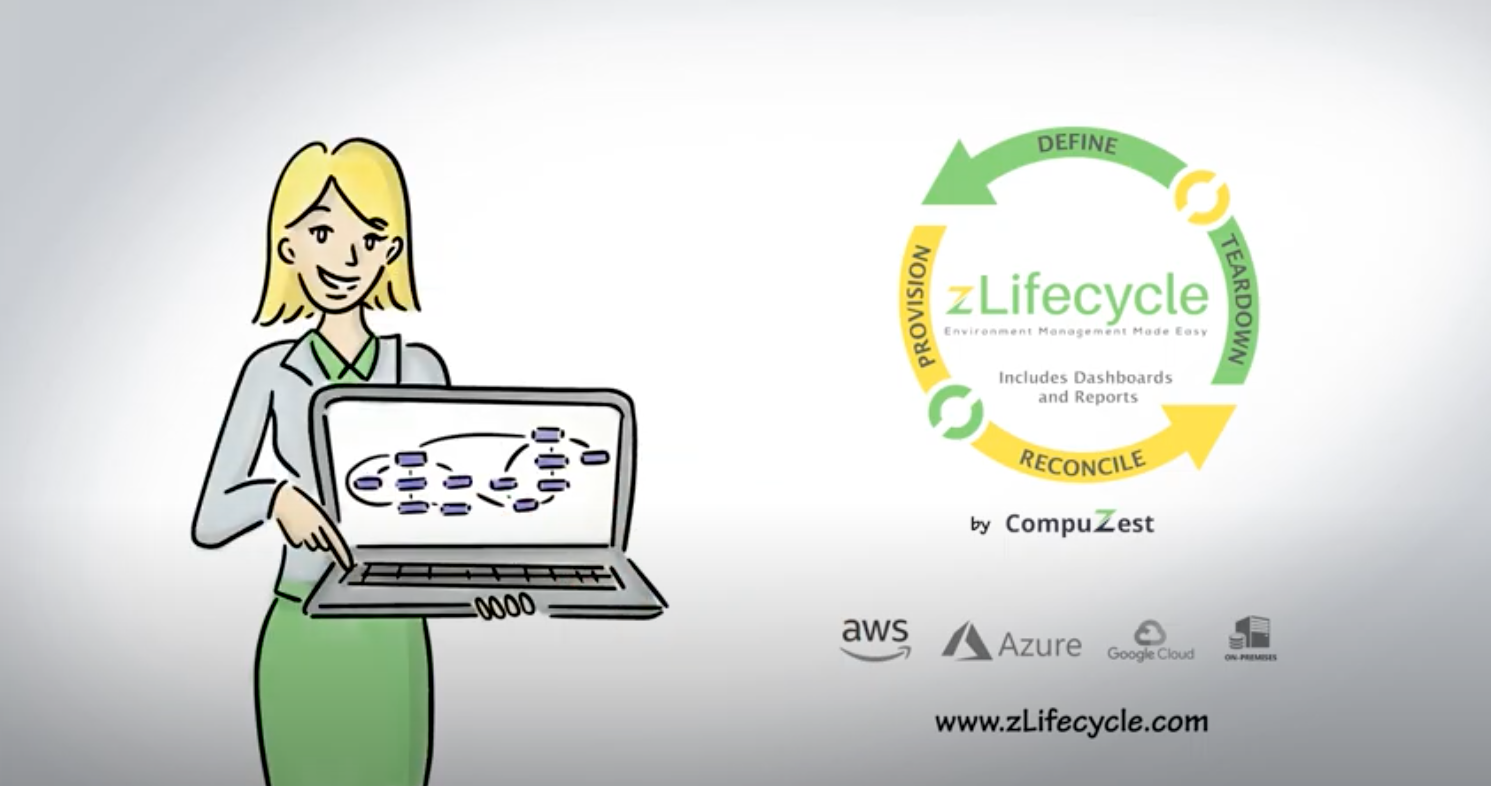 DEFINE
TEARDOWN
PROVISION
zLifecycle
Environment Management Made Easy
Includes Dashboards
and Reports
RECONCILE
by CompuZest
aws
Azure
Google Cloud
ON-PREMISES
www.zLifecycle.com